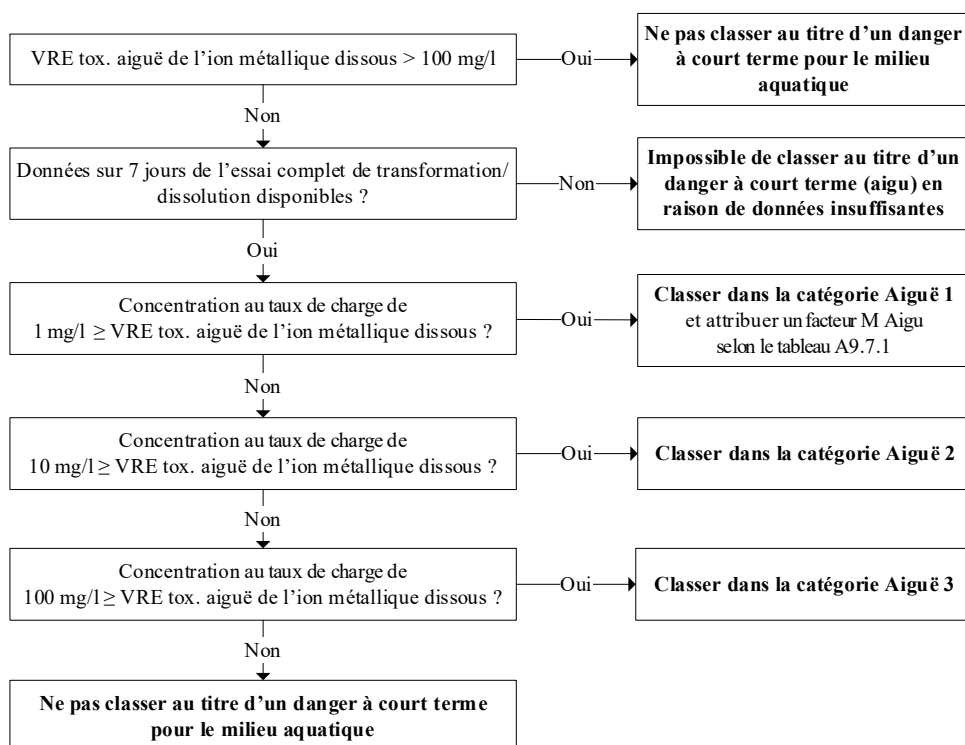 VRE tox. aiguë de l’ion métallique dissous > 100 mg/l
Oui
Ne pas classer au titre d’un danger
à court terme pour le milieu
aquatique
Non
Données sur 7 jours de l’essai complet de transformation/
dissolution disponibles ?
Non
Impossible de classer au titre d’un
danger à court terme (aigu) en
raison de données insuffisantes
Oui
Concentration au taux de charge de
1 mg/l ≥ VRE tox. aiguë de l’ion métallique dissous ?
Oui
Classer dans la catégorie Aiguë 1
et attribuer un facteur M Aigu
selon le tableau A9.7.1
Non
Concentration au taux de charge de
10 mg/l ≥ VRE tox. aiguë de l’ion métallique dissous ?
Oui
Classer dans la catégorie Aiguë 2
Non
Concentration au taux de charge de
100 mg/l ≥ VRE tox. aiguë de l’ion métallique dissous ?
Oui
Classer dans la catégorie Aiguë 3
Non
Ne pas classer au titre d’un danger à court terme
pour le milieu aquatique